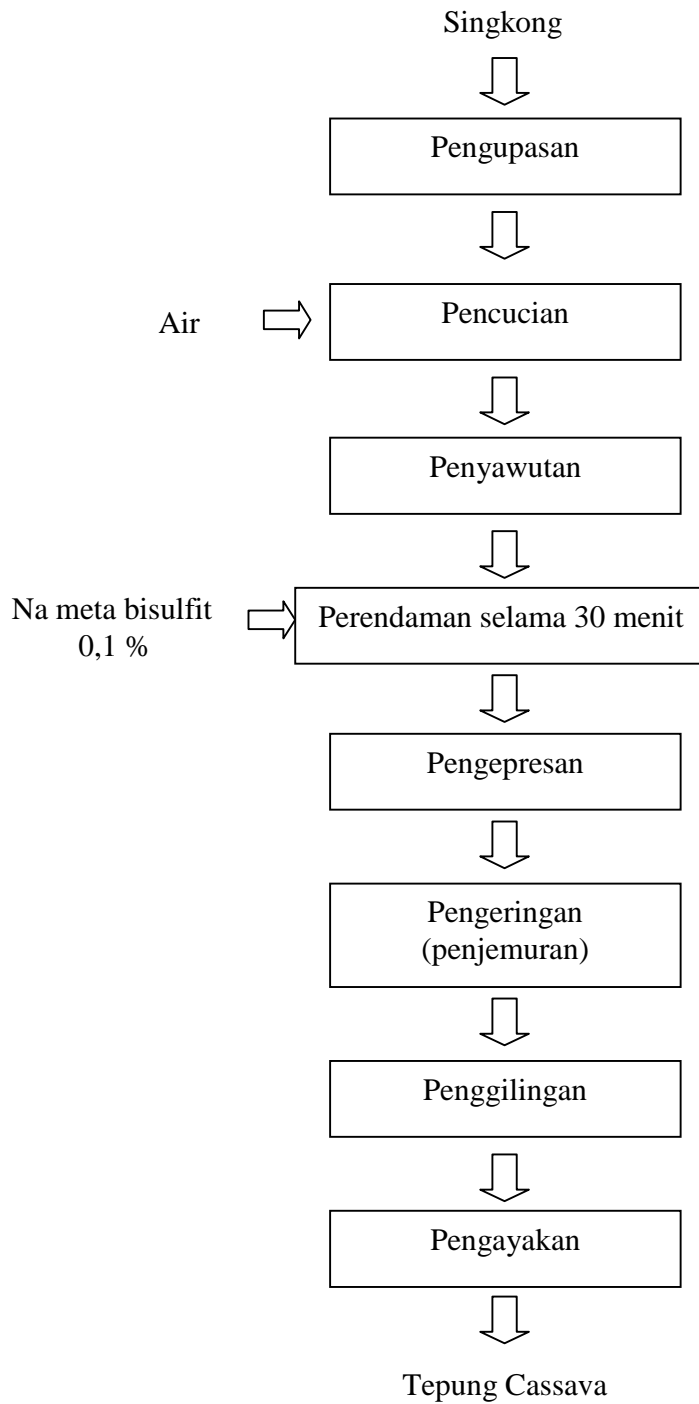 Singkong
Pengupasan
Air
Pencucian
Penyawutan
Na meta bisulfit
0,1 %
Perendaman selama 30 menit
Pengepresan
Pengeringan
(penjemuran)
Penggilingan
Pengayakan
Tepung Cassava